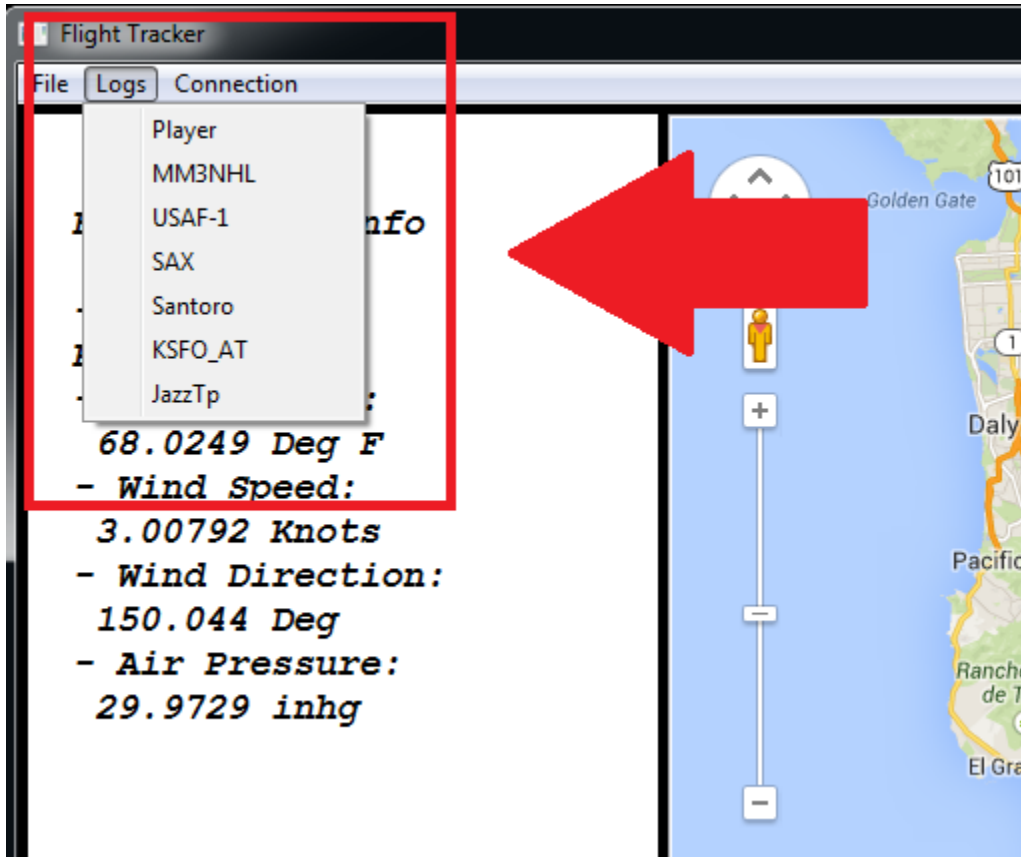 Flight Tracker
File Logs Connection
Player
MM3NHL
USAF-1
SAX
Santoro
KSFO_AT
JazzTp
68.0249 Deg F
- Wind Speed:
3.00792 Knots
- Wind Direction:
150.044 Deg
- Air Pressure:
29.9729 inhg
Golden Gate
101
1
Daly
Pacific
de
El Gra